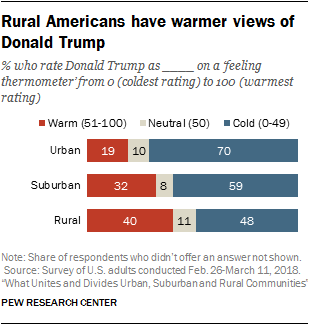 Rural Americans have warmer views of
Donald Trump
% who rate Donald Trump as ____ on a ‘feeling
thermometer’ from 0 (coldest rating) to 100 (warmest
rating)
Warm (51-100) Neutral (50) Cold (0-49)
Urban 19 10 70
Suburban 32 8 59
Rural 40 11 48
Note: Share of respondents who didn’t offer an answer not shown.
Source: Survey of U.S. adults conducted Feb. 26-March 11, 2018.
“What Unites and Divides Urban, Suburban and Rural Communities”
PEW RESEARCH CENTER